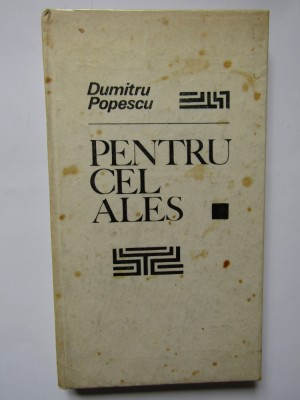 Dumitru
Popescu
PENTRU
CEL
ALES